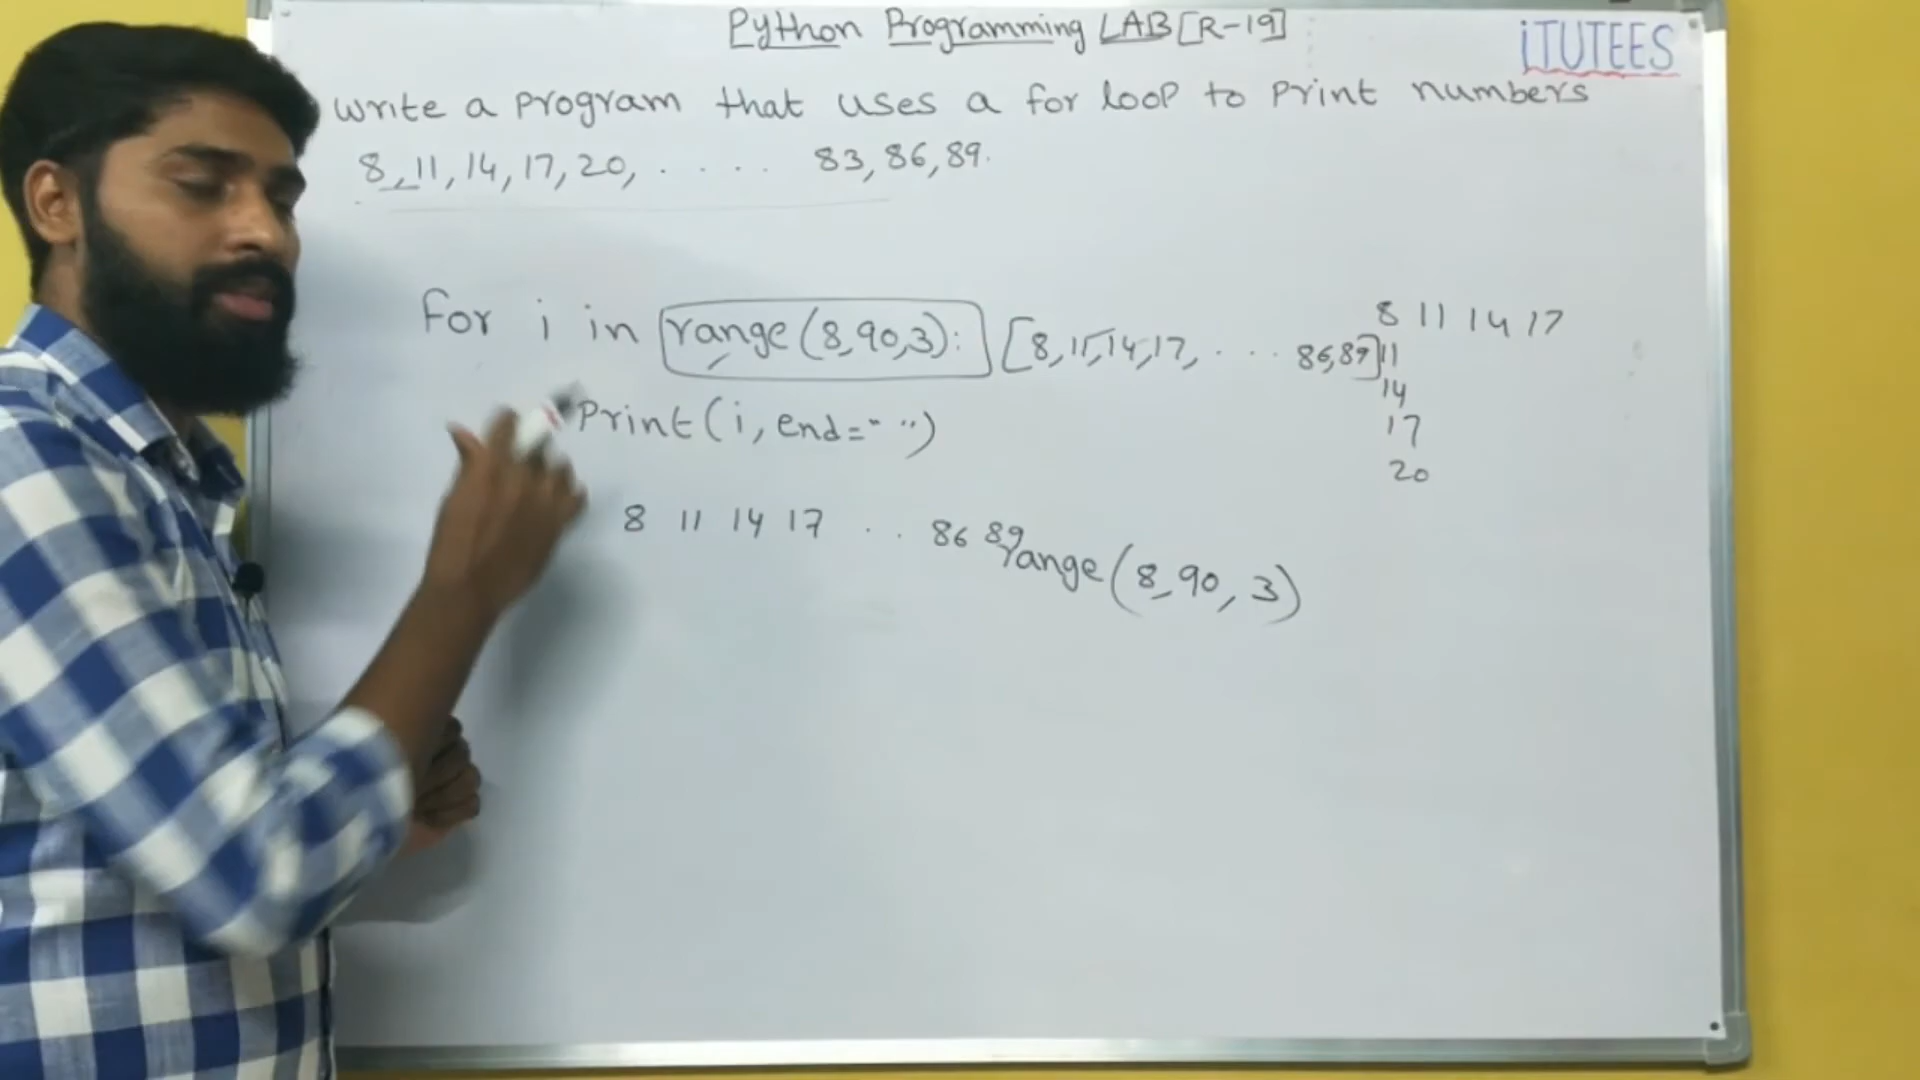 Python Programming LAB [R-19]
iTUTEES
write a program that uses a for loop to print numbers
8, 11, 14, 17, 20, . . . . 83, 86, 89.
for i in range(8,90,3): [8, 11, 14, 17, . . . 86, 89]
8 11 14 17
11
14
17
20
Print(i, end=" ")
8 11 14 17 . . 86 89
range(8, 90, 3)